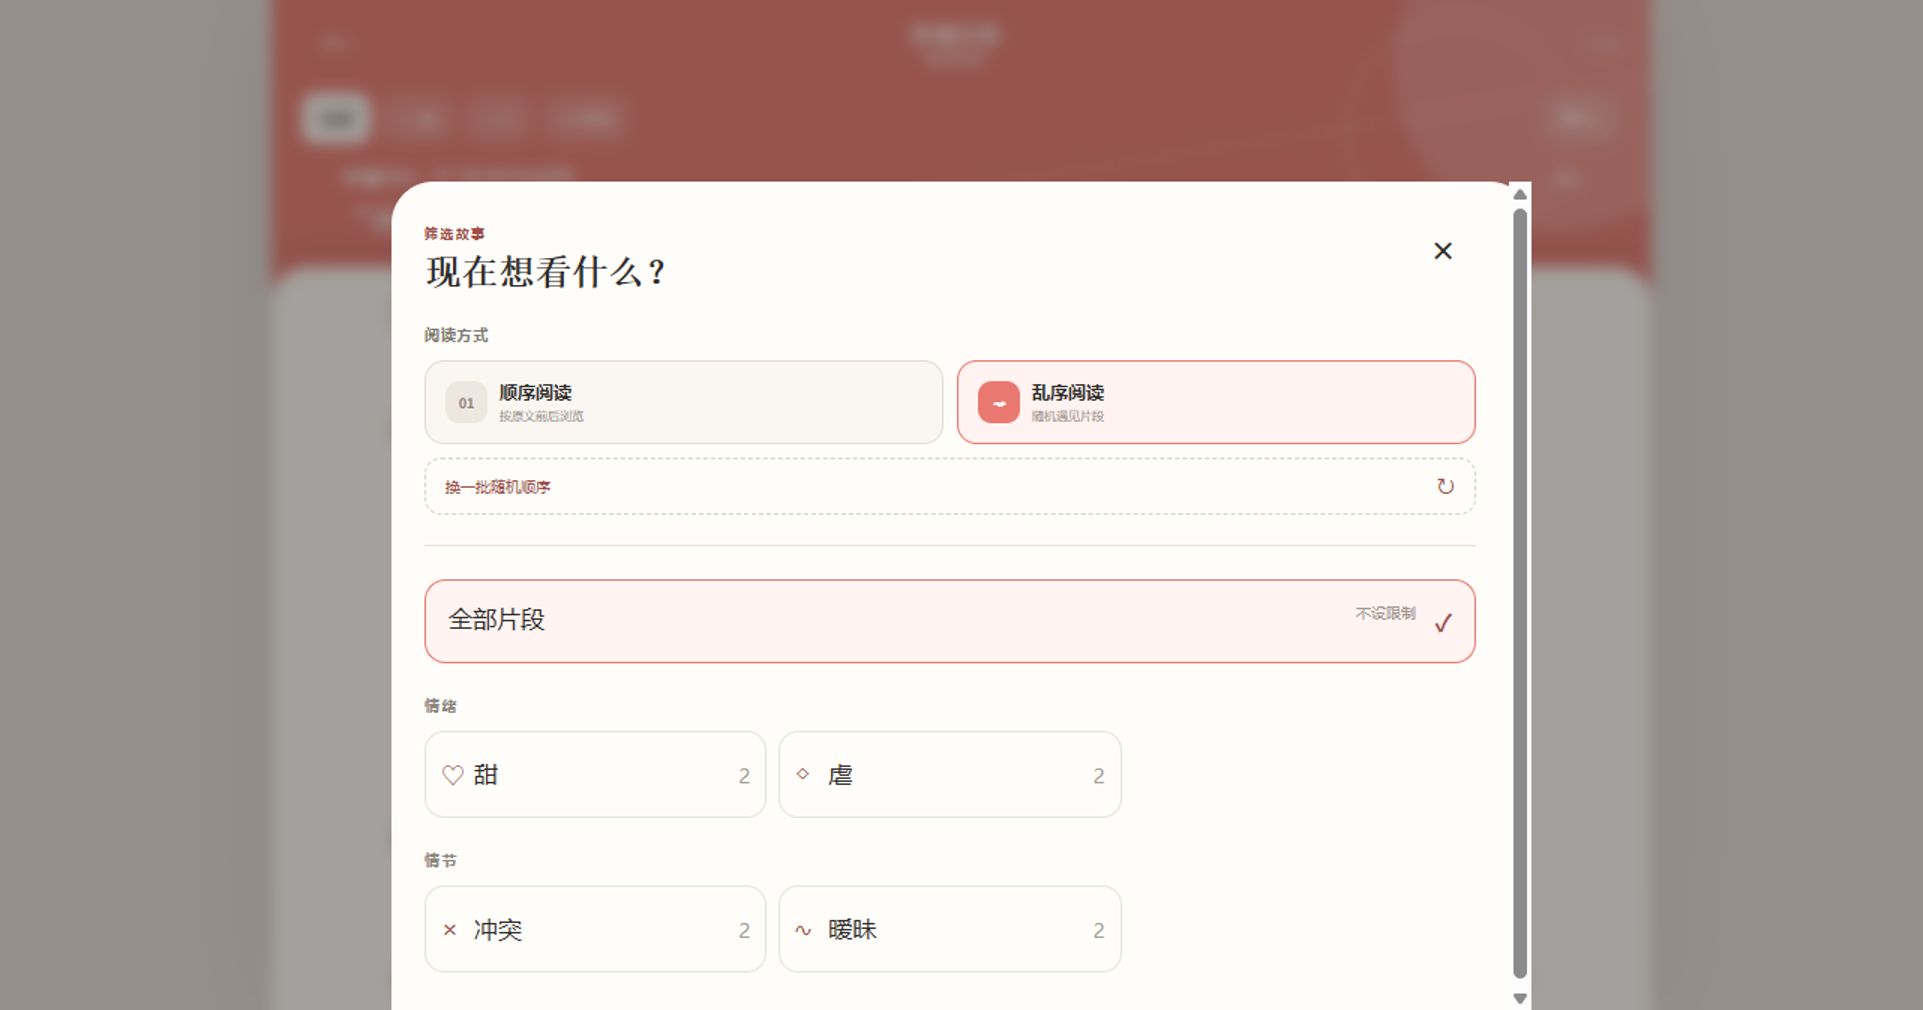 筛选故事
现在想看什么？
×
阅读方式
01
顺序阅读
按原文前后浏览
乱序阅读
随机遇见片段
换一批随机顺序
↻
全部片段
不设限制
✓
情绪
♡ 甜 2
◇ 虐 2
情节
× 冲突 2
∿ 暧昧 2